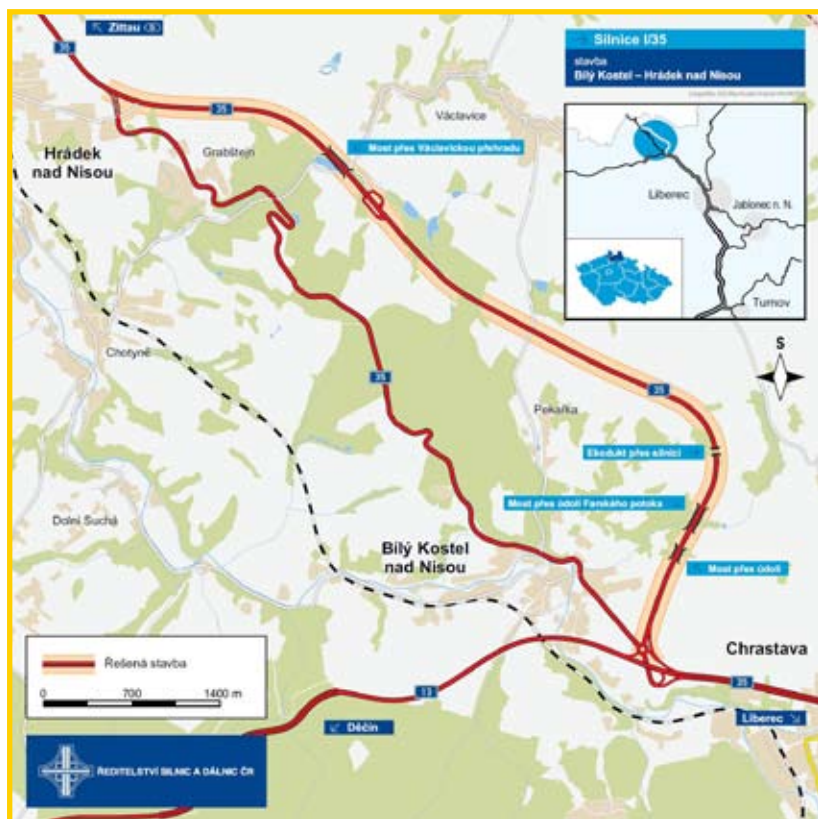 Zittau
35
Silnice I/35
stavba
Bílý Kostel – Hrádek nad Nisou
35
Václavice
Most přes Václavickou přehradu
Hrádek
nad Nisou
Grabštejn
Liberec
Jablonec n. N.
Turnov
S
Chotyně
35
35
Pekařka
Ekodukt přes silnici
Most přes údolí Farského potoka
Dolní Suchá
Bílý Kostel
nad Nisou
Most přes údolí
Chrastava
Řešená stavba
0 700 1400 m
13
35
Děčín
Liberec
ŘEDITELSTVÍ SILNIC A DÁLNIC ČR